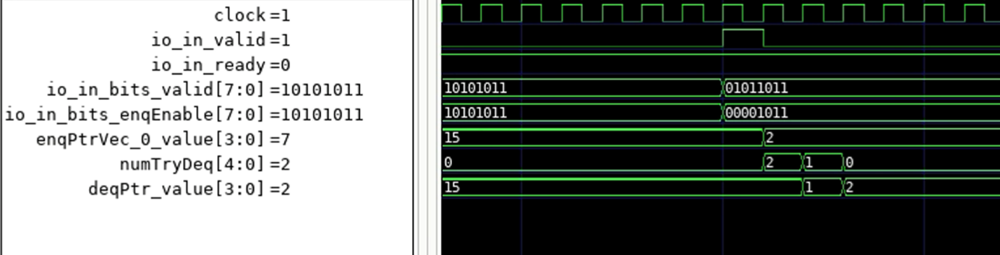 clock =1
io_in_valid =1
io_in_ready =0
io_in_bits_valid[7:0] =10101011 10101011 01011011
io_in_bits_enqEnable[7:0] =10101011 10101011 00001011
enqPtrVec_0_value[3:0] =7 15 2
numTryDeq[4:0] =2 0 2 1 0
deqPtr_value[3:0] =2 15 1 2